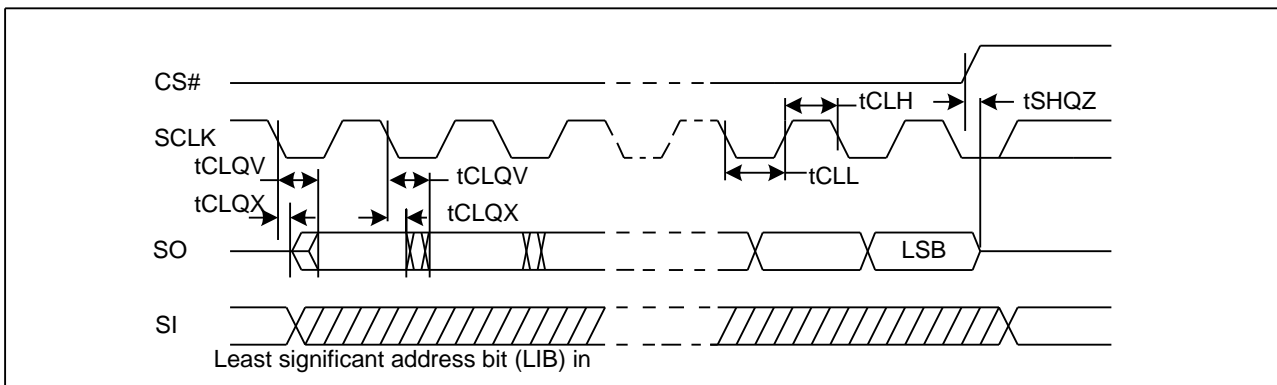 CS#
tCLH
tSHQZ
SCLK
tCLQV
tCLQV
tCLL
tCLQX
tCLQX
SO
LSB
SI
Least significant address bit (LIB) in